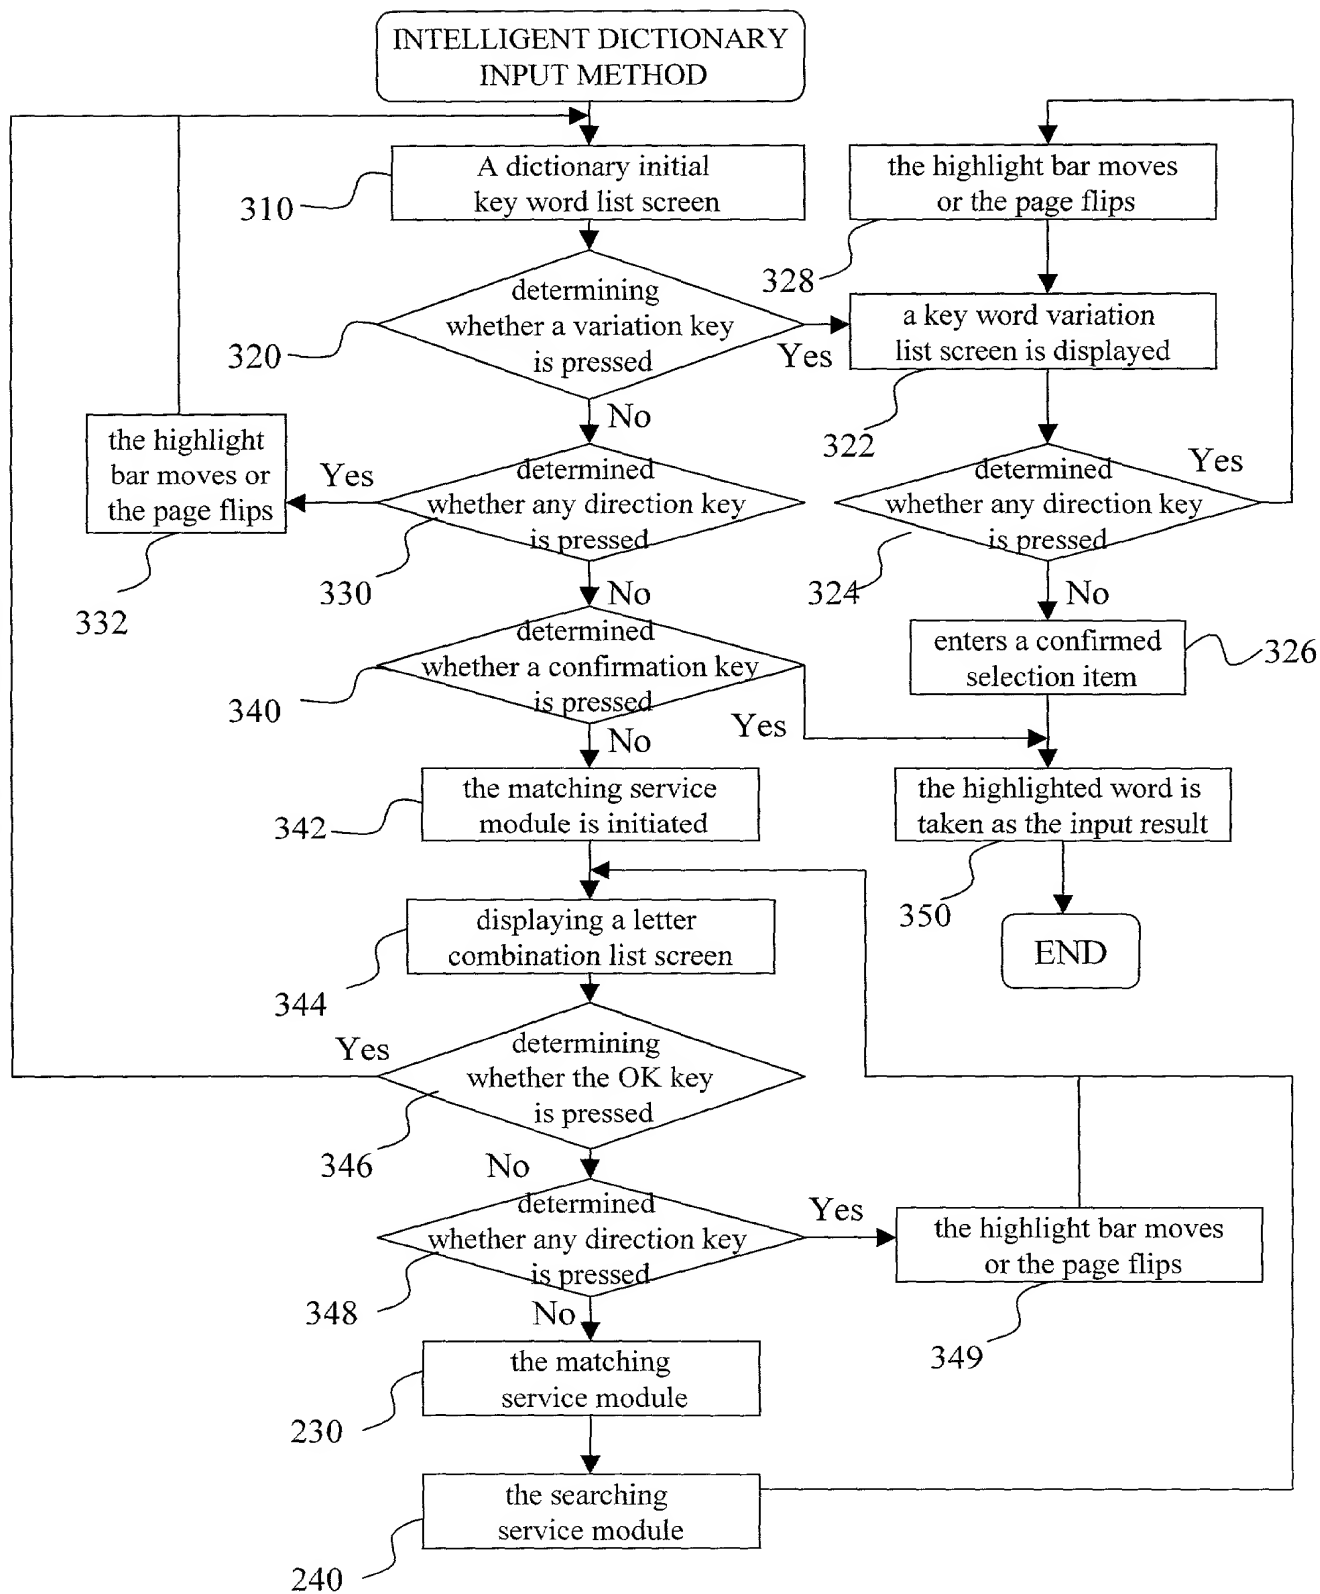 INTELLIGENT DICTIONARY
INPUT METHOD
A dictionary initial
key word list screen
310
the highlight bar moves
or the page flips
328
determining
whether a variation key
is pressed
320
Yes
a key word variation
list screen is displayed
322
No
the highlight
bar moves or
the page flips
332
Yes
determined
whether any direction key
is pressed
330
determined
whether any direction key
is pressed
Yes
324
No
No
determined
whether a confirmation key
is pressed
340
Yes
enters a confirmed
selection item
326
No
the matching service
module is initiated
342
the highlighted word is
taken as the input result
350
END
displaying a letter
combination list screen
344
Yes
determining
whether the OK key
is pressed
346
No
determined
whether any direction key
is pressed
348
Yes
the highlight bar moves
or the page flips
349
No
the matching
service module
230
the searching
service module
240